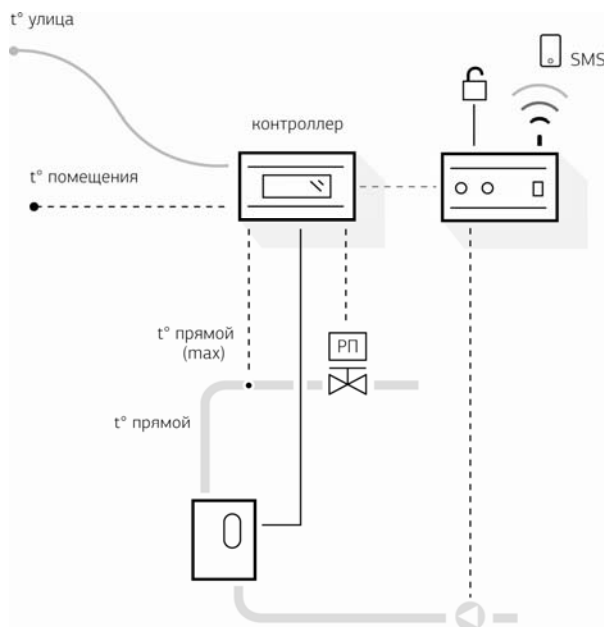 t° улица
SMS
контроллер
t° помещения
t° прямой
(max)
РП
t° прямой